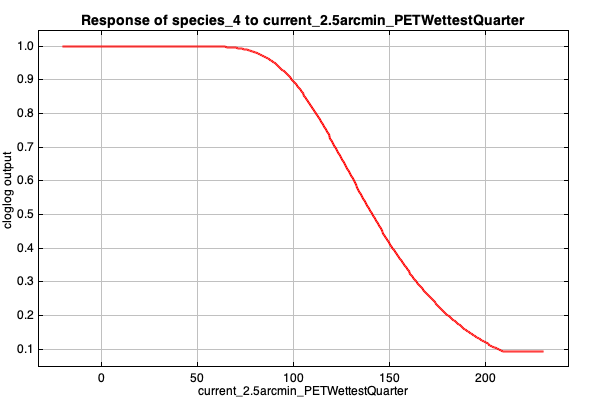 Response of species_4 to current_2.5arcmin_PETWettestQuarter
1.0
0.9
0.8
0.7
0.6
0.5
0.4
0.3
0.2
0.1
cloglog output
0 50 100 150 200
current_2.5arcmin_PETWettestQuarter